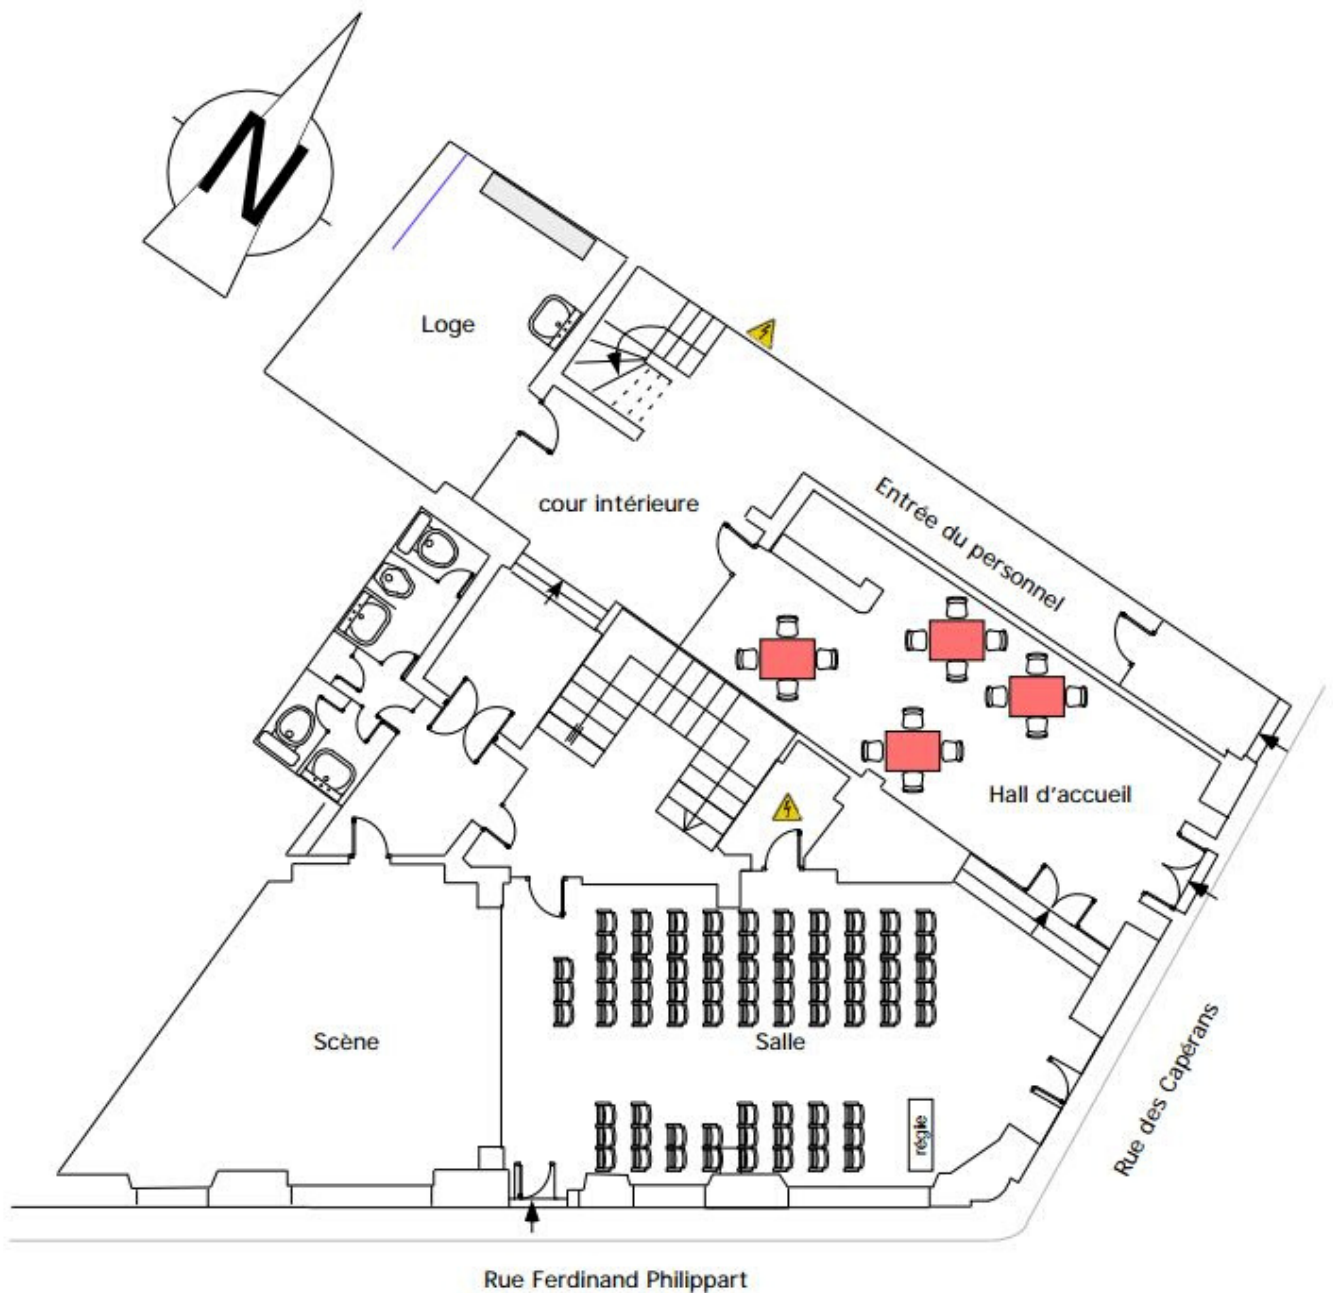 N
Loge
cour intérieure
Entrée du personnel
Hall d'accueil
Scène
Salle
régie
Rue des Capérans
Rue Ferdinand Philippart